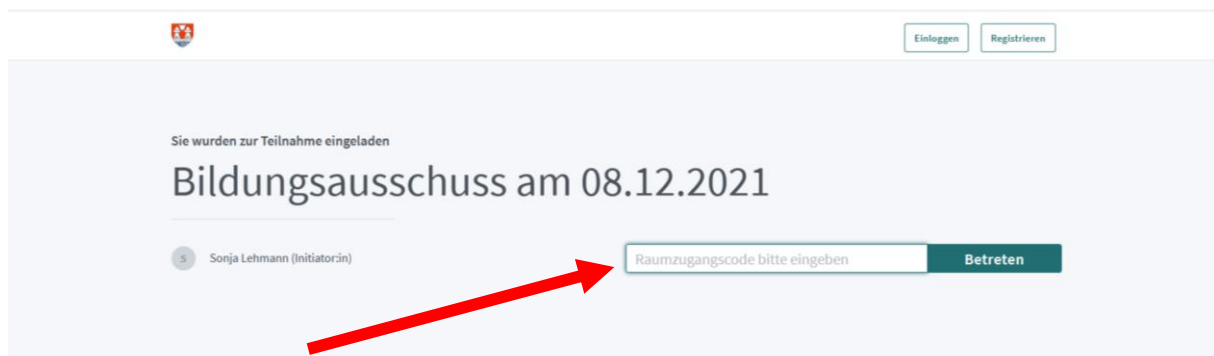 Einloggen Registrieren
Sie wurden zur Teilnahme eingeladen
Bildungsausschuss am 08.12.2021
S Sonja Lehmann (Initiator:in)
Raumzugangscode bitte eingeben Betreten